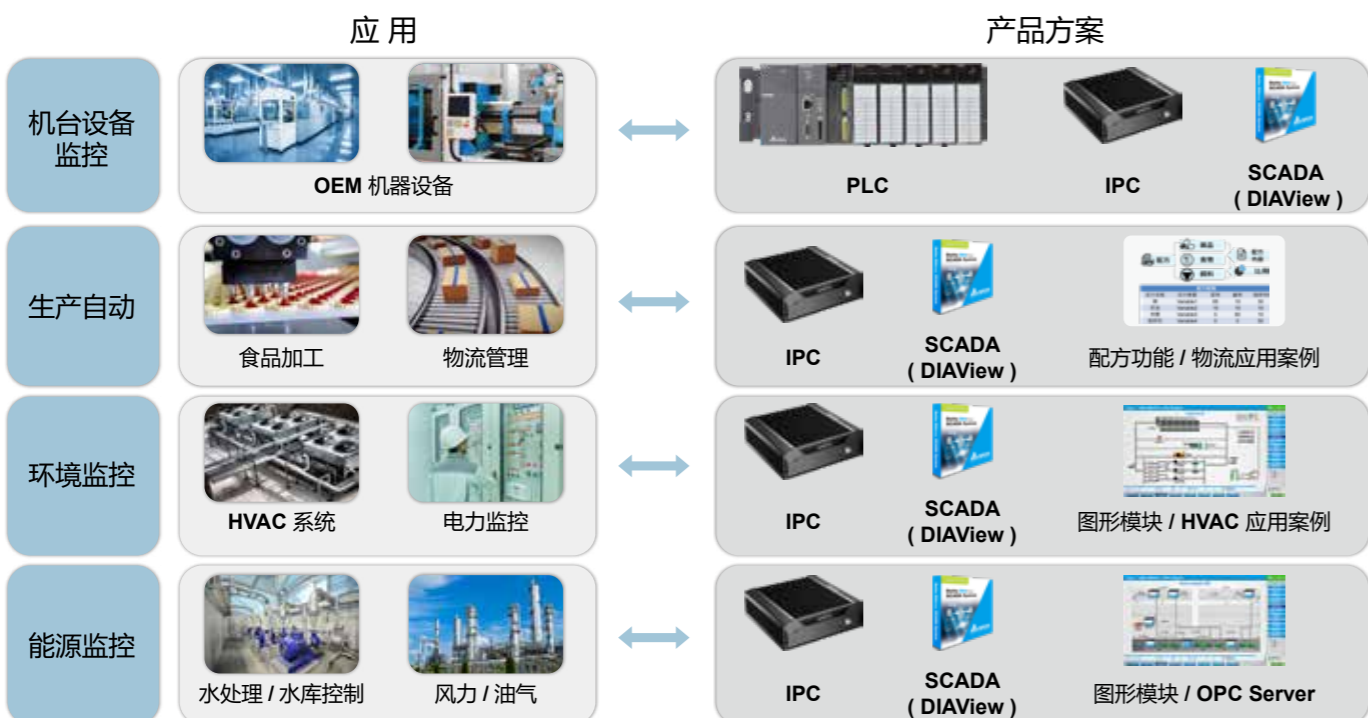 应 用
产品方案
机台设备
监控
OEM 机器设备
PLC
IPC
SCADA
( DIAView )
生产自动
食品加工
物流管理
IPC
SCADA
( DIAView )
配方功能 / 物流应用案例
环境监控
HVAC 系统
电力监控
IPC
SCADA
( DIAView )
图形模块 / HVAC 应用案例
能源监控
水处理 / 水库控制
风力 / 油气
IPC
SCADA
( DIAView )
图形模块 / OPC Server